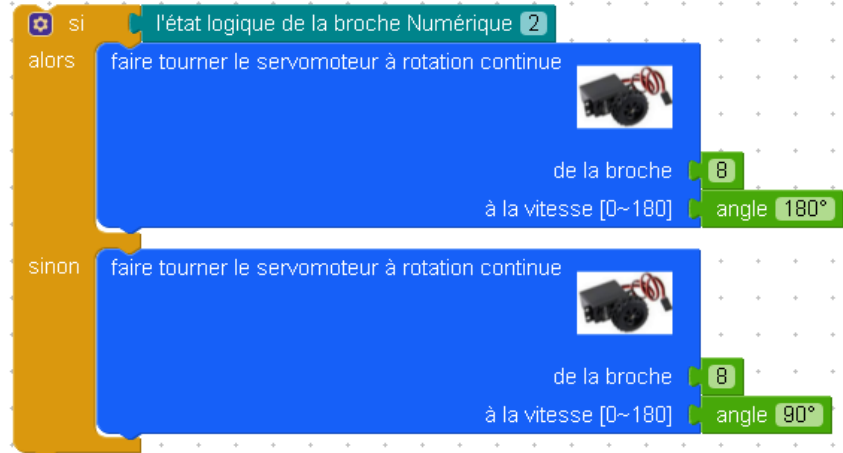 si l'état logique de la broche Numérique 2
alors faire tourner le servomoteur à rotation continue
de la broche 8
à la vitesse [0~180] angle 180°
sinon faire tourner le servomoteur à rotation continue
de la broche 8
à la vitesse [0~180] angle 90°